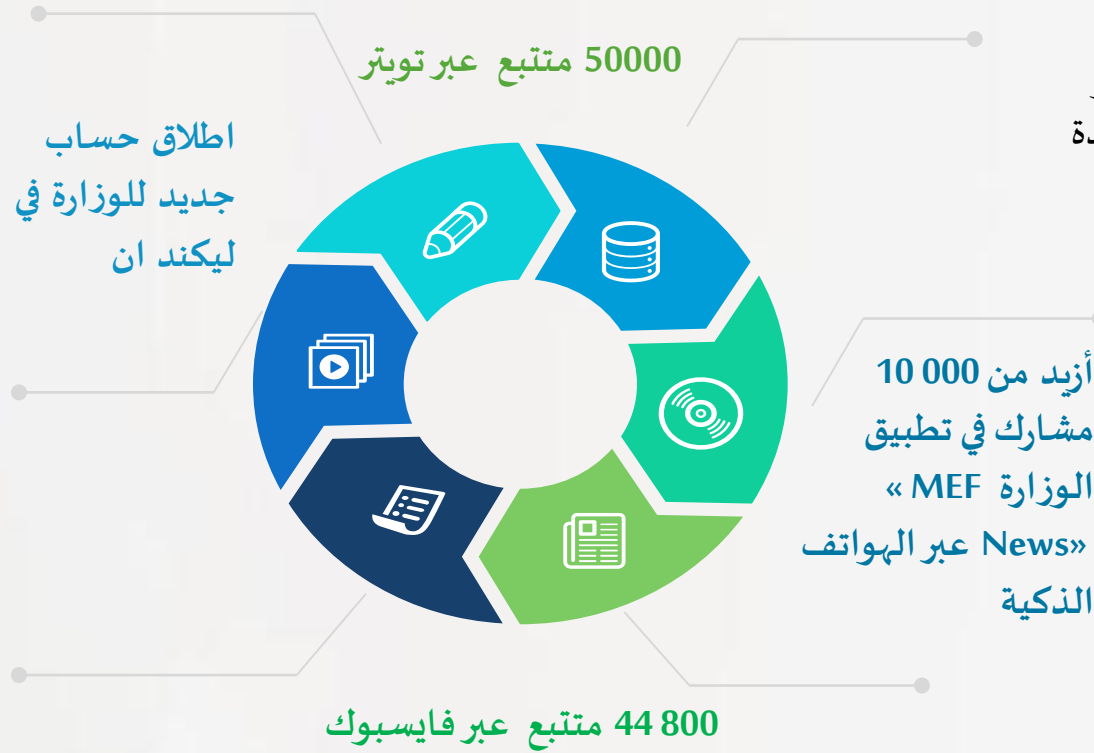 50000 متتبع عبر تويتر
اطلاق حساب
جديد للوزارة في
ليكند ان
أزيد من 000 10
مشارك في تطبيق
الوزارة MEF »
«News عبر الهواتف
الذكية
44 800 متتبع عبر فايسبوك